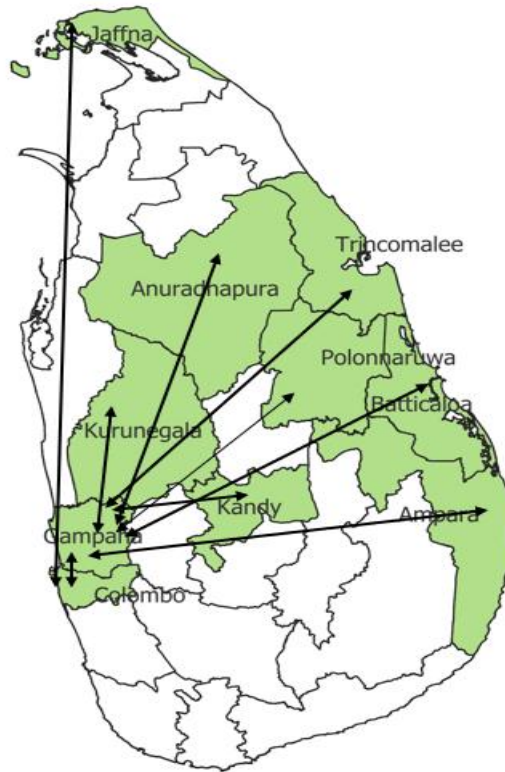 Jaffna
Trincomalee
Anuradhapura
Polonnaruwa
Batticaloa
Kurunegala
Kandy
Ampara
Gampaha
Colombo